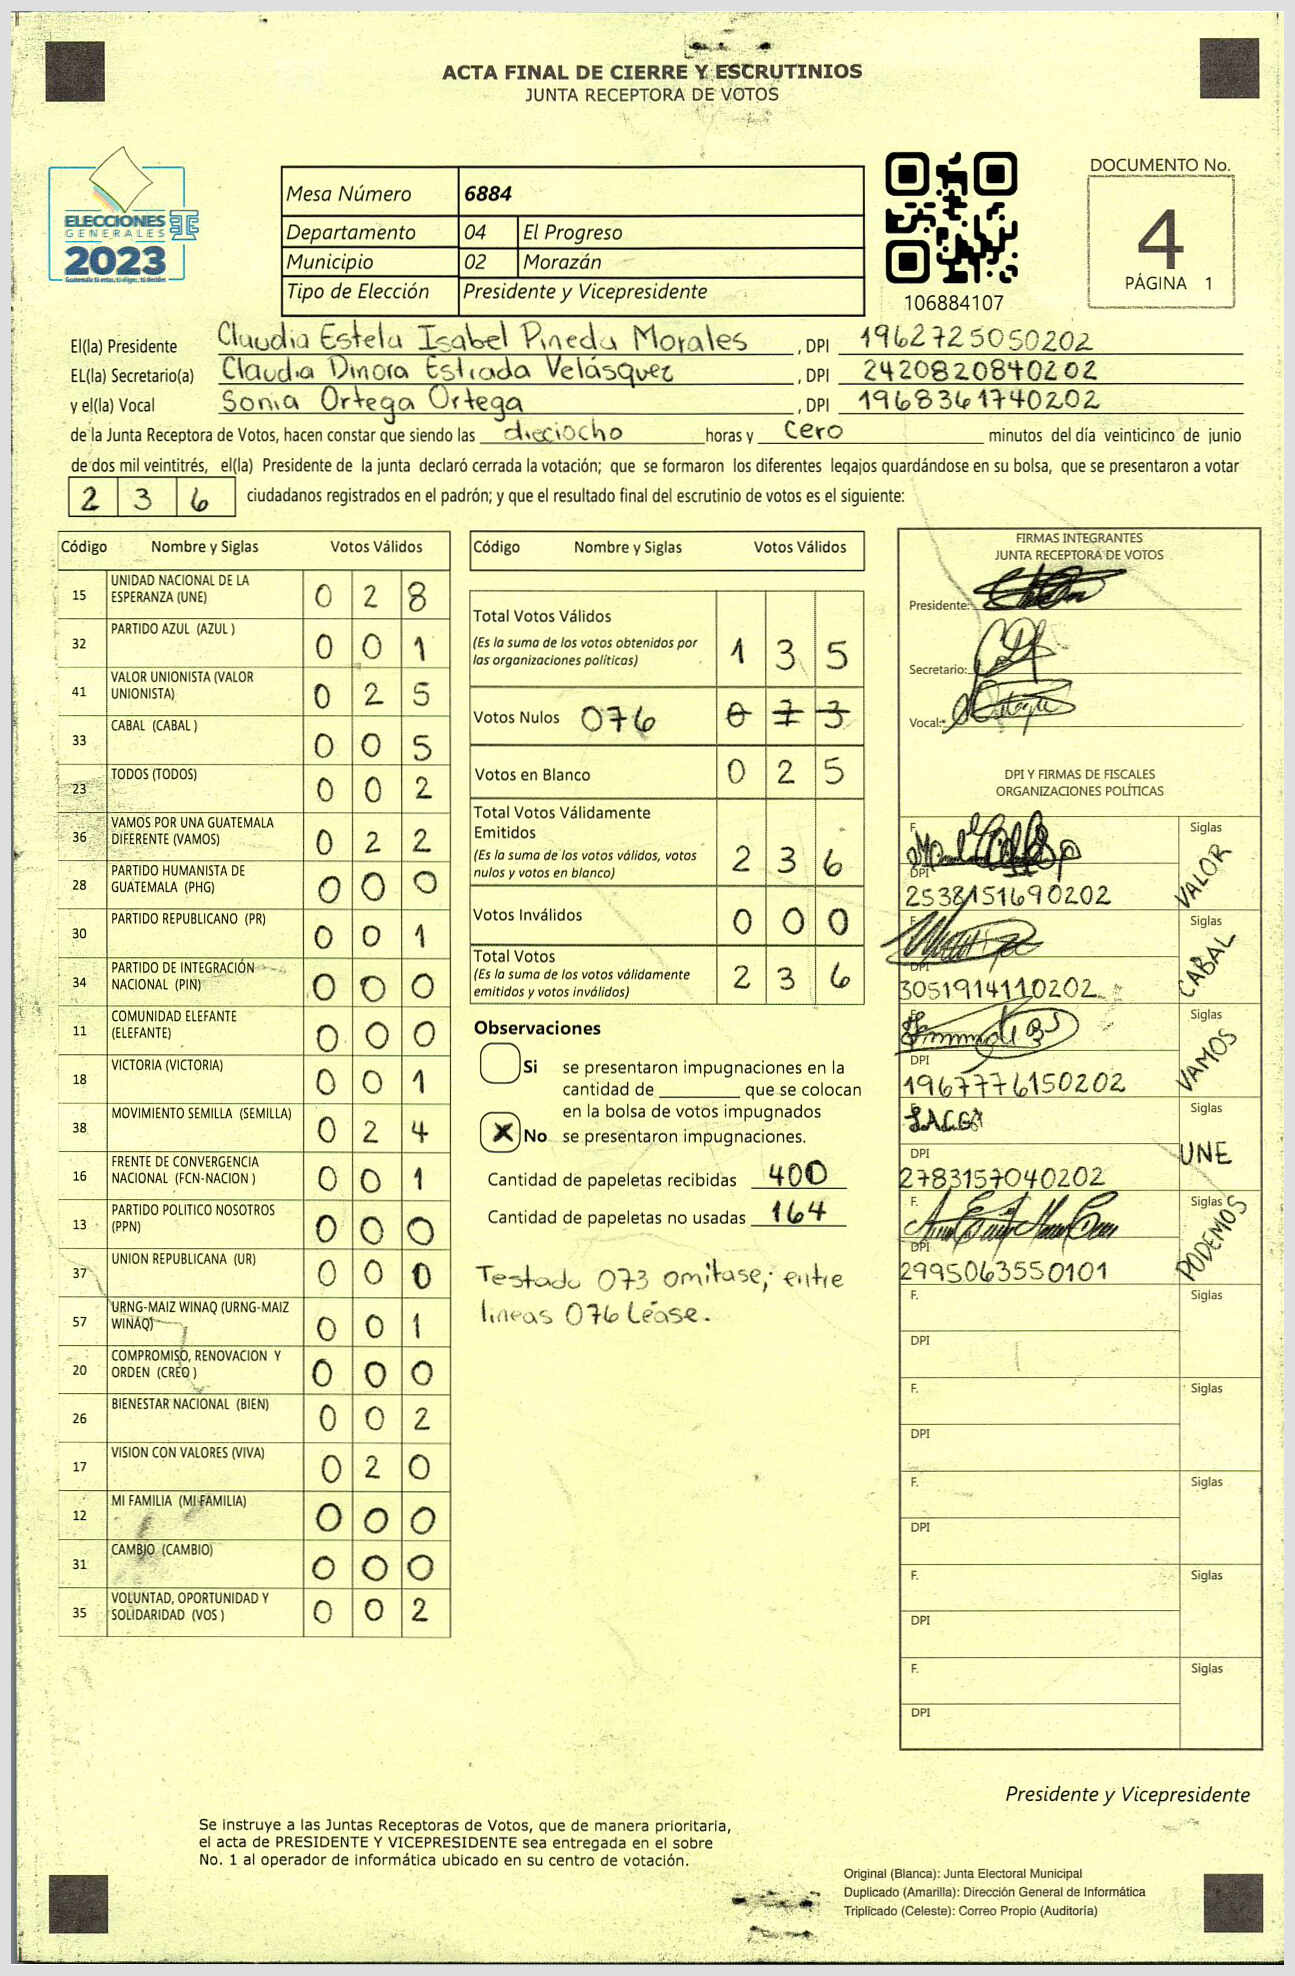 ACTA FINAL DE CIERRE Y ESCRUTINIOS
JUNTA RECEPTORA DE VOTOS
ELECCIONES
GENERALES
2023
Mesa Número 6884
Departamento 04 El Progreso
Municipio 02 Morazán
Tipo de Elección Presidente y Vicepresidente
106884107
DOCUMENTO No.
4
PÁGINA 1
El(la) Presidente Claudia Estela Isabel Pineda Morales , DPI 1962725050202
EL(la) Secretario(a) Claudia Dinora Estrada Velásquez , DPI 2420820840202
y el(la) Vocal Sonia Ortega Ortega , DPI 1968361740202
de la Junta Receptora de Votos, hacen constar que siendo las dieciocho horas y cero minutos del día veinticinco de junio
de dos mil veintitrés, el(la) Presidente de la junta declaró cerrada la votación; que se formaron los diferentes legajos guardándose en su bolsa, que se presentaron a votar
236 ciudadanos registrados en el padrón; y que el resultado final del escrutinio de votos es el siguiente:
Código Nombre y Siglas Votos Válidos
15 UNIDAD NACIONAL DE LA ESPERANZA (UNE) 0 2 8
32 PARTIDO AZUL (AZUL ) 0 0 1
41 VALOR UNIONISTA (VALOR UNIONISTA) 0 2 5
33 CABAL (CABAL ) 0 0 5
23 TODOS (TODOS) 0 0 2
36 VAMOS POR UNA GUATEMALA DIFERENTE (VAMOS) 0 2 2
28 PARTIDO HUMANISTA DE GUATEMALA (PHG) 0 0 0
30 PARTIDO REPUBLICANO (PR) 0 0 1
34 PARTIDO DE INTEGRACIÓN NACIONAL (PIN) 0 0 0
11 COMUNIDAD ELEFANTE (ELEFANTE) 0 0 0
18 VICTORIA (VICTORIA) 0 0 1
38 MOVIMIENTO SEMILLA (SEMILLA) 0 2 4
16 FRENTE DE CONVERGENCIA NACIONAL (FCN-NACION ) 0 0 1
13 PARTIDO POLITICO NOSOTROS (PPN) 0 0 0
37 UNION REPUBLICANA (UR) 0 0 0
57 URNG-MAIZ WINAQ (URNG-MAIZ WINAQ) 0 0 1
20 COMPROMISO, RENOVACION Y ORDEN (CREO ) 0 0 0
26 BIENESTAR NACIONAL (BIEN) 0 0 2
17 VISION CON VALORES (VIVA) 0 2 0
12 MI FAMILIA (MI FAMILIA) 0 0 0
31 CAMBIO (CAMBIO) 0 0 0
35 VOLUNTAD, OPORTUNIDAD Y SOLIDARIDAD (VOS ) 0 0 2
Código Nombre y Siglas Votos Válidos
Total Votos Válidos
(Es la suma de los votos obtenidos por
las organizaciones políticas) 1 3 5
Votos Nulos 076 0 7 3
Votos en Blanco 0 2 5
Total Votos Válidamente
Emitidos
(Es la suma de los votos válidos, votos
nulos y votos en blanco) 2 3 6
Votos Inválidos 0 0 0
Total Votos
(Es la suma de los votos válidamente
emitidos y votos inválidos) 2 3 6
Observaciones
Si se presentaron impugnaciones en la
cantidad de ________ que se colocan
en la bolsa de votos impugnados
X No se presentaron impugnaciones.
Cantidad de papeletas recibidas 400
Cantidad de papeletas no usadas 164
Testado 073 omitase; entre
lineas 076 Léase.
FIRMAS INTEGRANTES
JUNTA RECEPTORA DE VOTOS
Presidente:
Secretario:
Vocal:
DPI Y FIRMAS DE FISCALES
ORGANIZACIONES POLÍTICAS
F. Siglas VALOR
DPI 2538151690202
F. Siglas CABAL
DPI 3051914110202
F. Siglas VAMOS
DPI 1967776150202
F. Siglas UNE
DPI 2783157040202
F. Siglas PODEMOS
DPI 2995063550101
F. Siglas
DPI
F. Siglas
DPI
F. Siglas
DPI
F. Siglas
DPI
F. Siglas
DPI
Presidente y Vicepresidente
Se instruye a las Juntas Receptoras de Votos, que de manera prioritaria,
el acta de PRESIDENTE Y VICEPRESIDENTE sea entregada en el sobre
No. 1 al operador de informática ubicado en su centro de votación.
Original (Blanca): Junta Electoral Municipal
Duplicado (Amarilla): Dirección General de Informática
Triplicado (Celeste): Correo Propio (Auditoría)